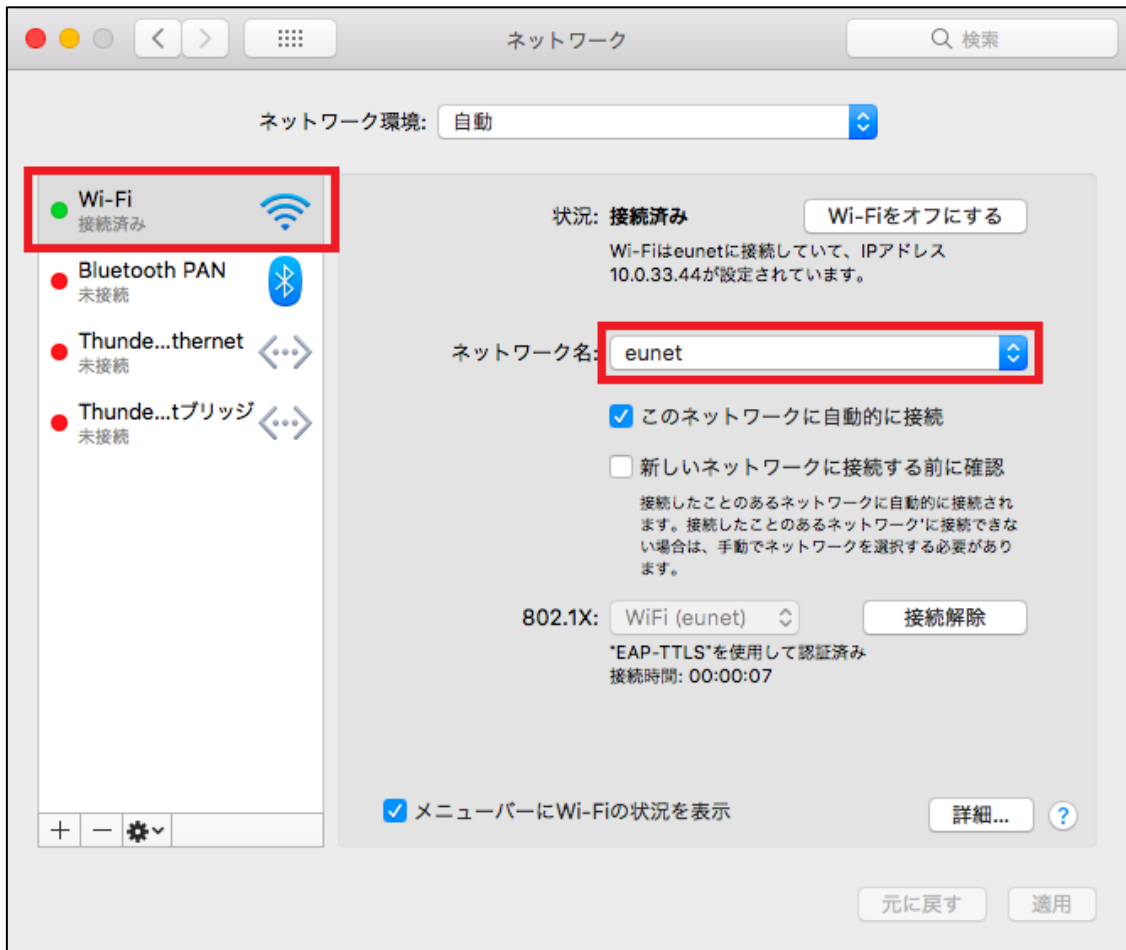 ネットワーク
検索
ネットワーク環境: 自動
Wi-Fi
接続済み
Bluetooth PAN
未接続
Thunde...thernet
未接続
Thunde...tブリッジ
未接続
状況: 接続済み
Wi-Fiをオフにする
Wi-Fiはeunetに接続していて、IPアドレス
10.0.33.44が設定されています。
ネットワーク名: eunet
このネットワークに自動的に接続
新しいネットワークに接続する前に確認
接続したことのあるネットワークに自動的に接続され
ます。接続したことのあるネットワーク'に接続できな
い場合は、手動でネットワークを選択する必要があり
ます。
802.1X: WiFi (eunet)
接続解除
"EAP-TTLS"を使用して認証済み
接続時間: 00:00:07
メニューバーにWi-Fiの状況を表示
詳細...
?
元に戻す
適用